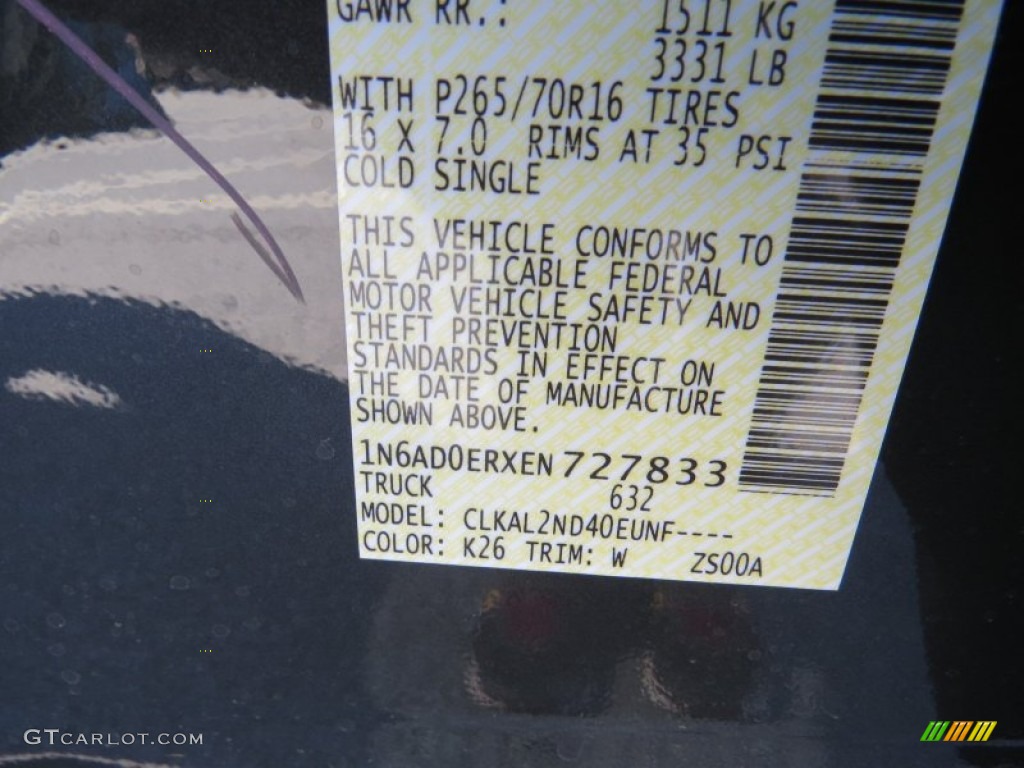 GAWR RR.: 1511 KG
3331 LB
WITH P265/70R16 TIRES
16 X 7.0 RIMS AT 35 PSI
COLD SINGLE
THIS VEHICLE CONFORMS TO
ALL APPLICABLE FEDERAL
MOTOR VEHICLE SAFETY AND
THEFT PREVENTION
STANDARDS IN EFFECT ON
THE DATE OF MANUFACTURE
SHOWN ABOVE.
1N6AD0ERXEN727833
TRUCK 632
MODEL: CLKAL2ND40EUNF----
COLOR: K26 TRIM: W ZS00A
GTCARLOT.COM